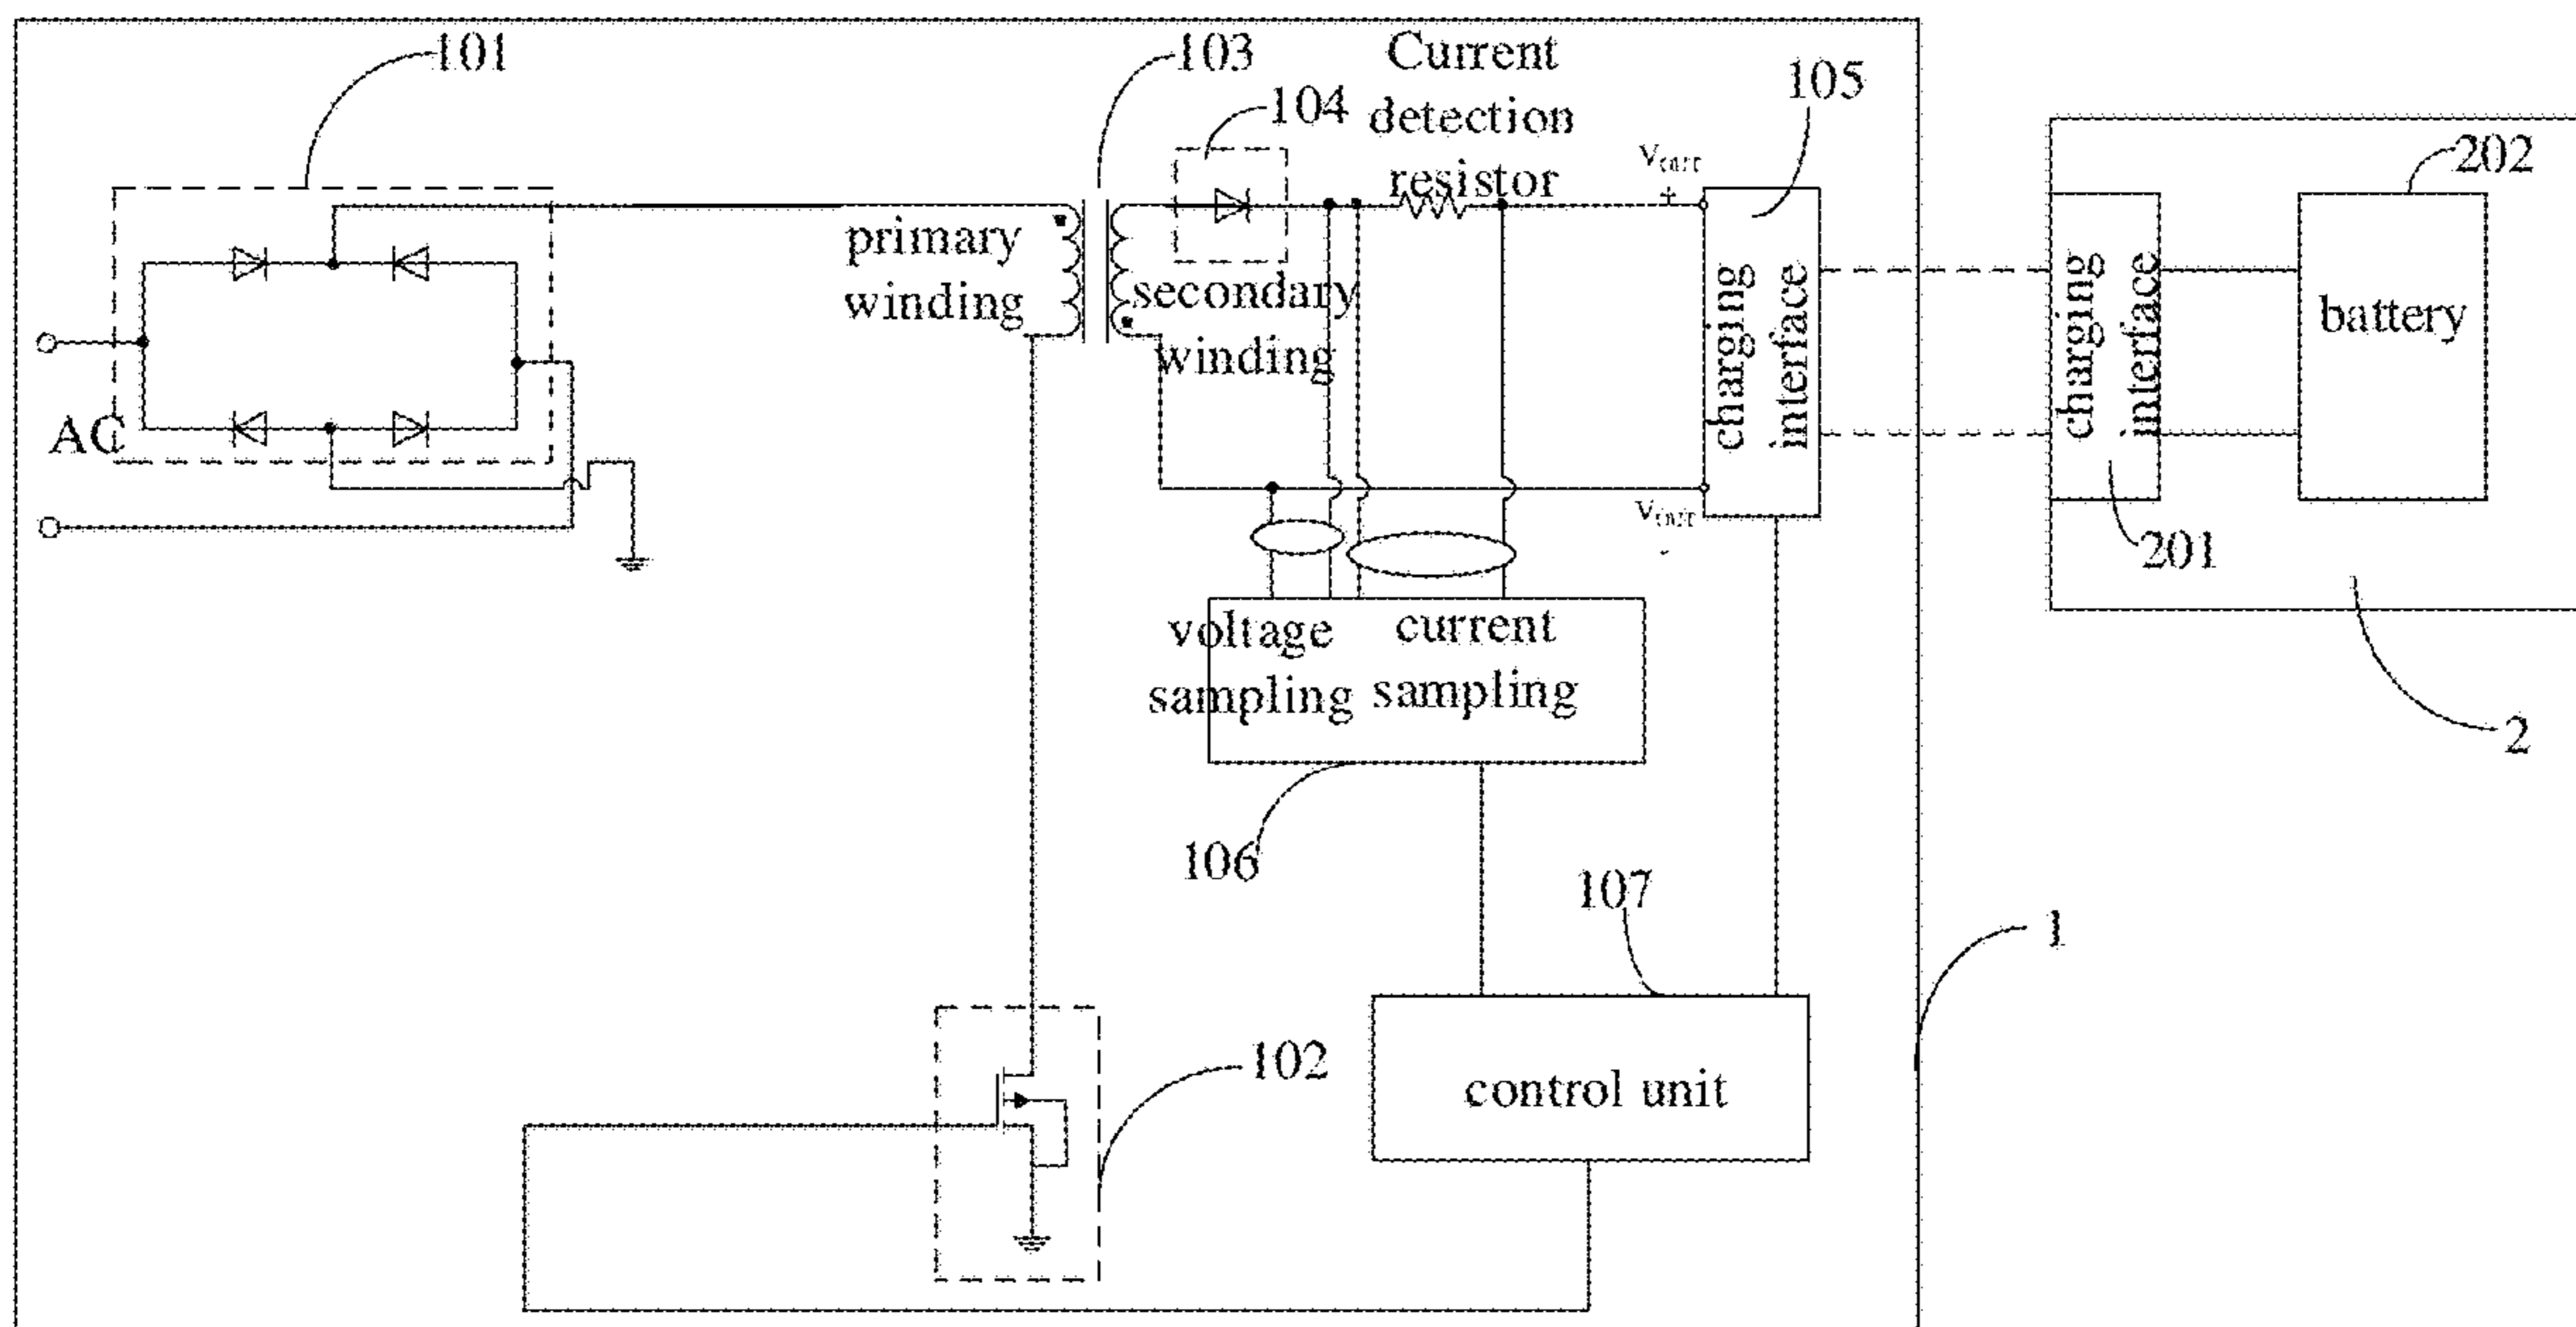 101
103
Current
detection
resistor
104
105
Vout
+
202
primary
winding
secondary
winding
charging
interface
charging
interface
battery
AC
Vout
-
201
voltage
sampling
current
sampling
2
106
107
1
102
control unit